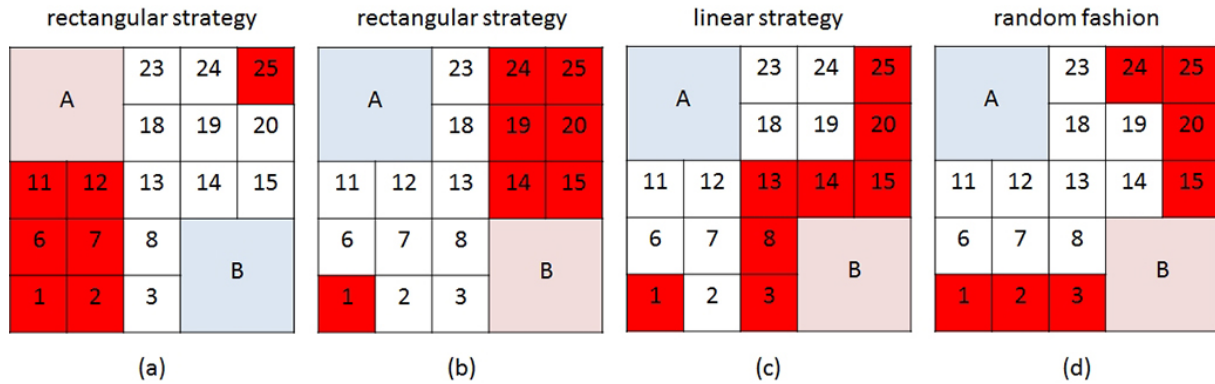 rectangular strategy rectangular strategy linear strategy random fashion
A 23 24 25 A 23 24 25 A 23 24 25 A 23 24 25
18 19 20 18 19 20 18 19 20 18 19 20
11 12 13 14 15 11 12 13 14 15 11 12 13 14 15 11 12 13 14 15
6 7 8 B 6 7 8 B 6 7 8 B 6 7 8 B
1 2 3 1 2 3 1 2 3 1 2 3
(a) (b) (c) (d)